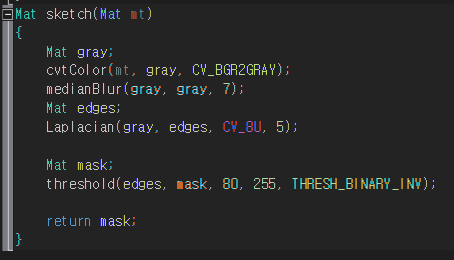 Mat sketch(Mat mt)
{
Mat gray;
cvtColor(mt, gray, CV_BGR2GRAY);
medianBlur(gray, gray, 7);
Mat edges;
Laplacian(gray, edges, CV_8U, 5);
Mat mask;
threshold(edges, mask, 80, 255, THRESH_BINARY_INV);
return mask;
}